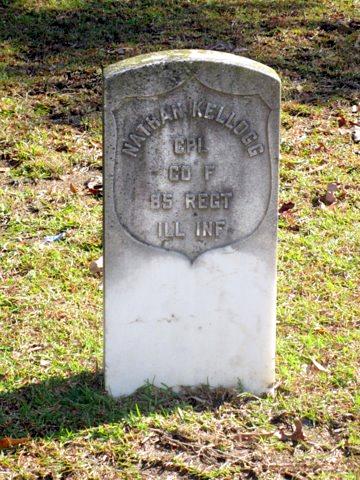 NATHAN KELLOGG
CPL
CO F
85 REGT
ILL INF